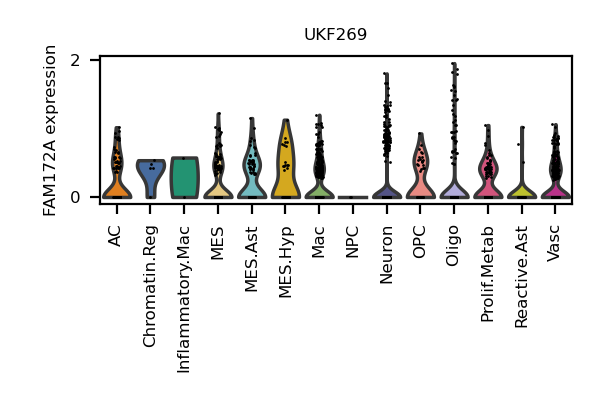 UKF269
FAM172A expression
2
0
AC
Chromatin.Reg
Inflammatory.Mac
MES
MES.Ast
MES.Hyp
Mac
NPC
Neuron
OPC
Oligo
Prolif.Metab
Reactive.Ast
Vasc